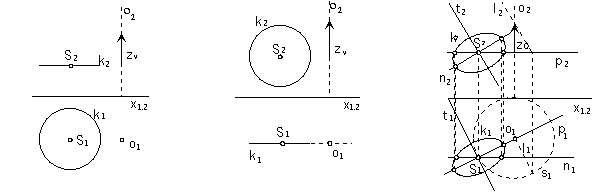 o2
zv
S2
k2
x1,2
k1
S1
o1
k2
o2
S2
zv
x1,2
S1
k1
o1
t2
l2
o2
S2
zo
p2
n2
x1,2
t1
k1
o1
p1
l1
S1
s1
n1